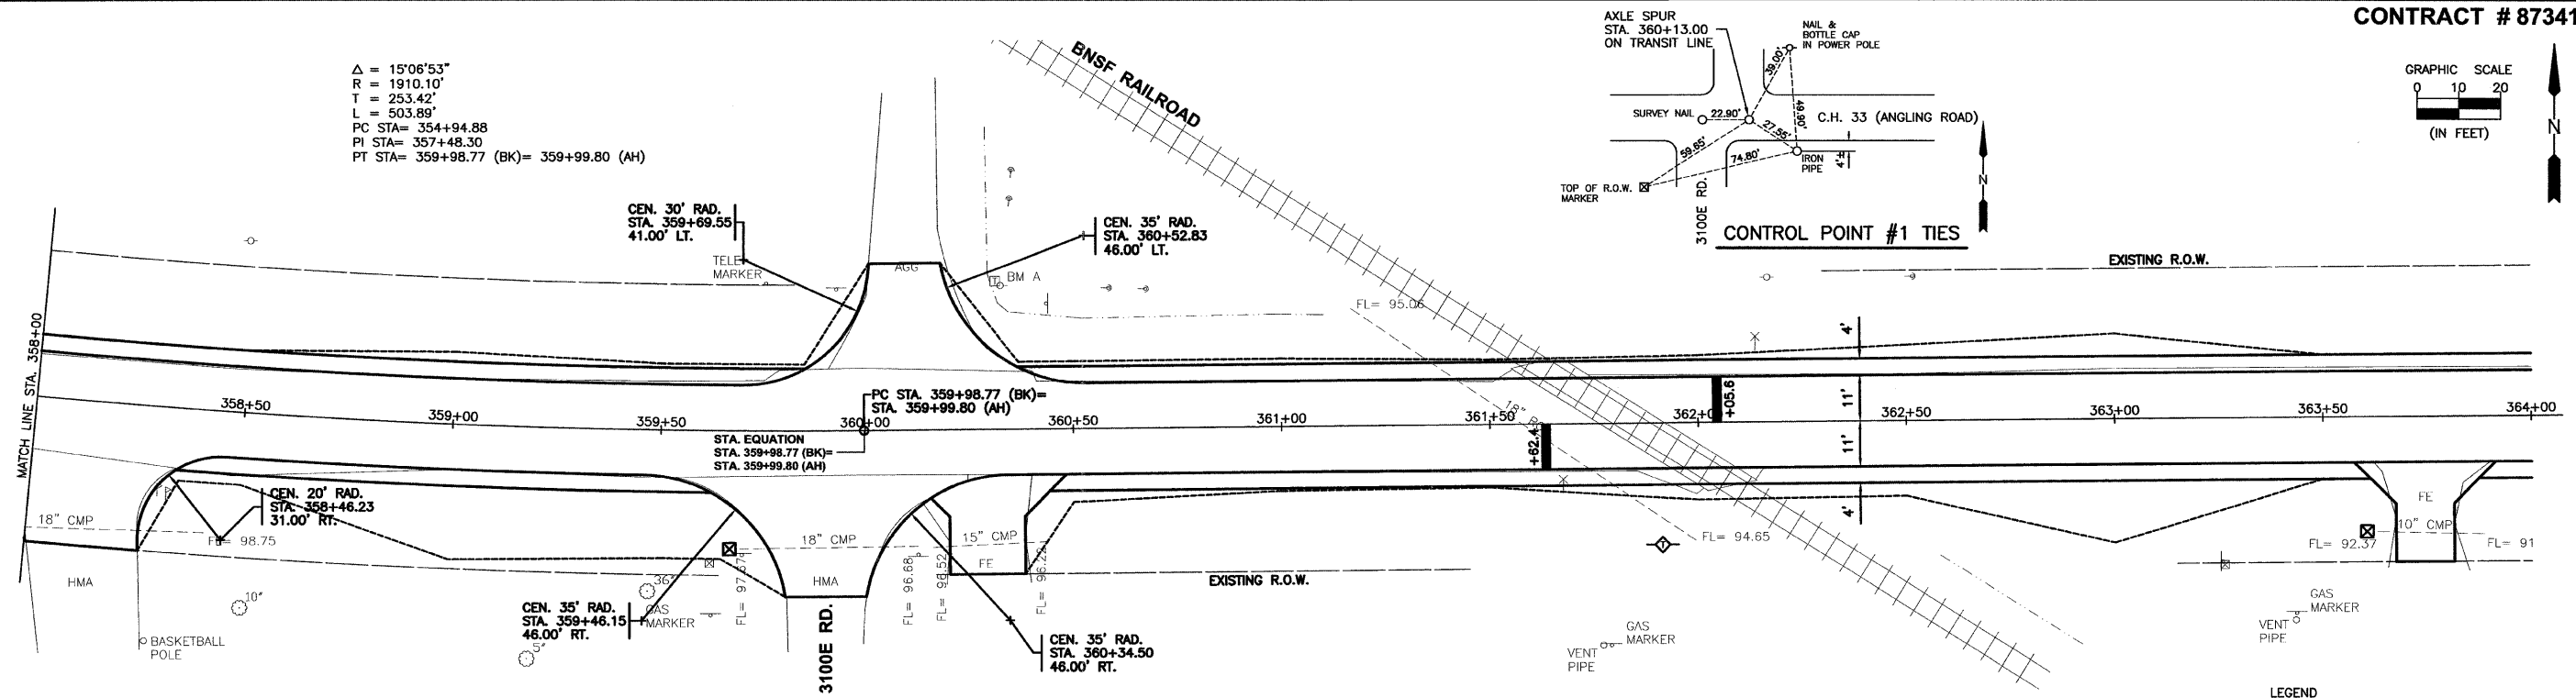 CONTRACT # 87341
Δ = 15°06'53"
R = 1910.10'
T = 253.42'
L = 503.89'
PC STA= 354+94.88
PI STA= 357+48.30
PT STA= 359+98.77 (BK)= 359+99.80 (AH)
BNSF RAILROAD
AXLE SPUR
STA. 360+13.00
ON TRANSIT LINE
NAIL &
BOTTLE CAP
IN POWER POLE
39.00'
49.90'
SURVEY NAIL
22.90'
27.55'
C.H. 33 (ANGLING ROAD)
59.65'
74.80'
IRON
PIPE
TOP OF R.O.W.
MARKER
3100E RD.
N
CONTROL POINT #1 TIES
GRAPHIC SCALE
0 10 20
(IN FEET)
N
CEN. 30' RAD.
STA. 359+69.55
41.00' LT.
TELE
MARKER
AGG
CEN. 35' RAD.
STA. 360+52.83
46.00' LT.
BM A
FL= 95.06
EXISTING R.O.W.
MATCH LINE STA. 358+00
358+50
359+00
359+50
360+00
360+50
361+00
361+50
362+00
362+50
363+00
363+50
364+00
PC STA. 359+98.77 (BK)=
STA. 359+99.80 (AH)
STA. EQUATION
STA. 359+98.77 (BK)=
STA. 359+99.80 (AH)
+62.4
+05.6
4'
11'
11'
4'
18"
CEN. 20' RAD.
STA. 358+46.23
31.00' RT.
18" CMP
FL= 98.75
HMA
10"
BASKETBALL
POLE
5"
36"
CEN. 35' RAD.
STA. 359+46.15
46.00' RT.
GAS
MARKER
FL= 97.67
18" CMP
HMA
3100E RD.
FL= 96.68
FL= 96.52
15" CMP
FE
FL= 96.22
CEN. 35' RAD.
STA. 360+34.50
46.00' RT.
EXISTING R.O.W.
FL= 94.65
GAS
MARKER
VENT
PIPE
FE
10" CMP
FL= 92.37
FL= 91
GAS
MARKER
VENT
PIPE
LEGEND